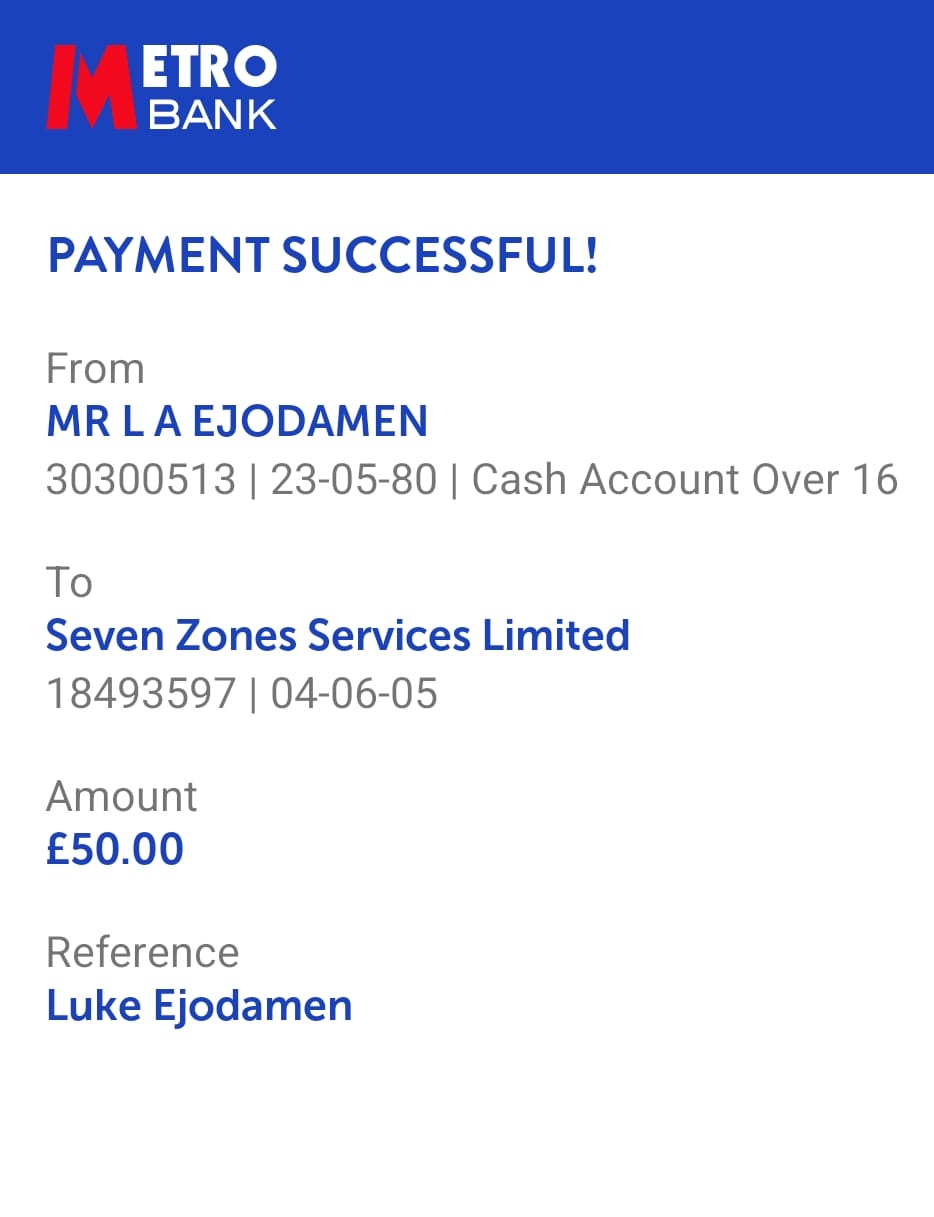 METRO
BANK
PAYMENT SUCCESSFUL!
From
MR L A EJODAMEN
30300513 | 23-05-80 | Cash Account Over 16
To
Seven Zones Services Limited
18493597 | 04-06-05
Amount
£50.00
Reference
Luke Ejodamen